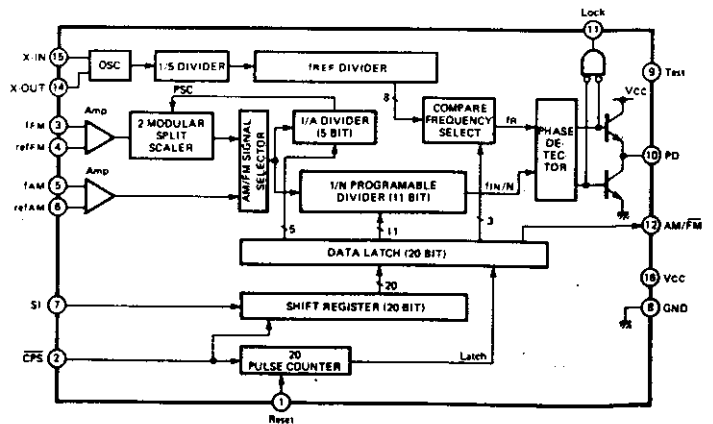 Lock
11
X-IN 15
OSC
1/5 DIVIDER
fREF DIVIDER
9 Test
X-OUT 14
PSC
8
VCC
Amp
fFM 3
refFM 4
2 MODULAR
SPLIT
SCALER
AM/FM SIGNAL
SELECTOR
1/A DIVIDER
(5 BIT)
COMPARE
FREQUENCY
SELECT
fR
PHASE
DE-
TECTOR
10 PD
Amp
fAM 5
refAM 6
1/N PROGRAMABLE
DIVIDER (11 BIT)
fIN/N
5
11
3
12 AM/F̅M̅
DATA LATCH (20 BIT)
20
16 VCC
SI 7
SHIFT REGISTER (20 BIT)
8 GND
C̅P̅S̅ 2
20
PULSE COUNTER
Latch
1
Reset